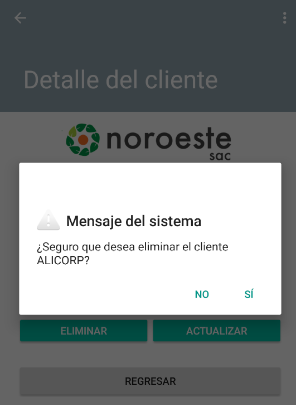 Detalle del cliente
noroeste
sac
Mensaje del sistema
¿Seguro que desea eliminar el cliente
ALICORP?
NO SÍ
ELIMINAR ACTUALIZAR
REGRESAR